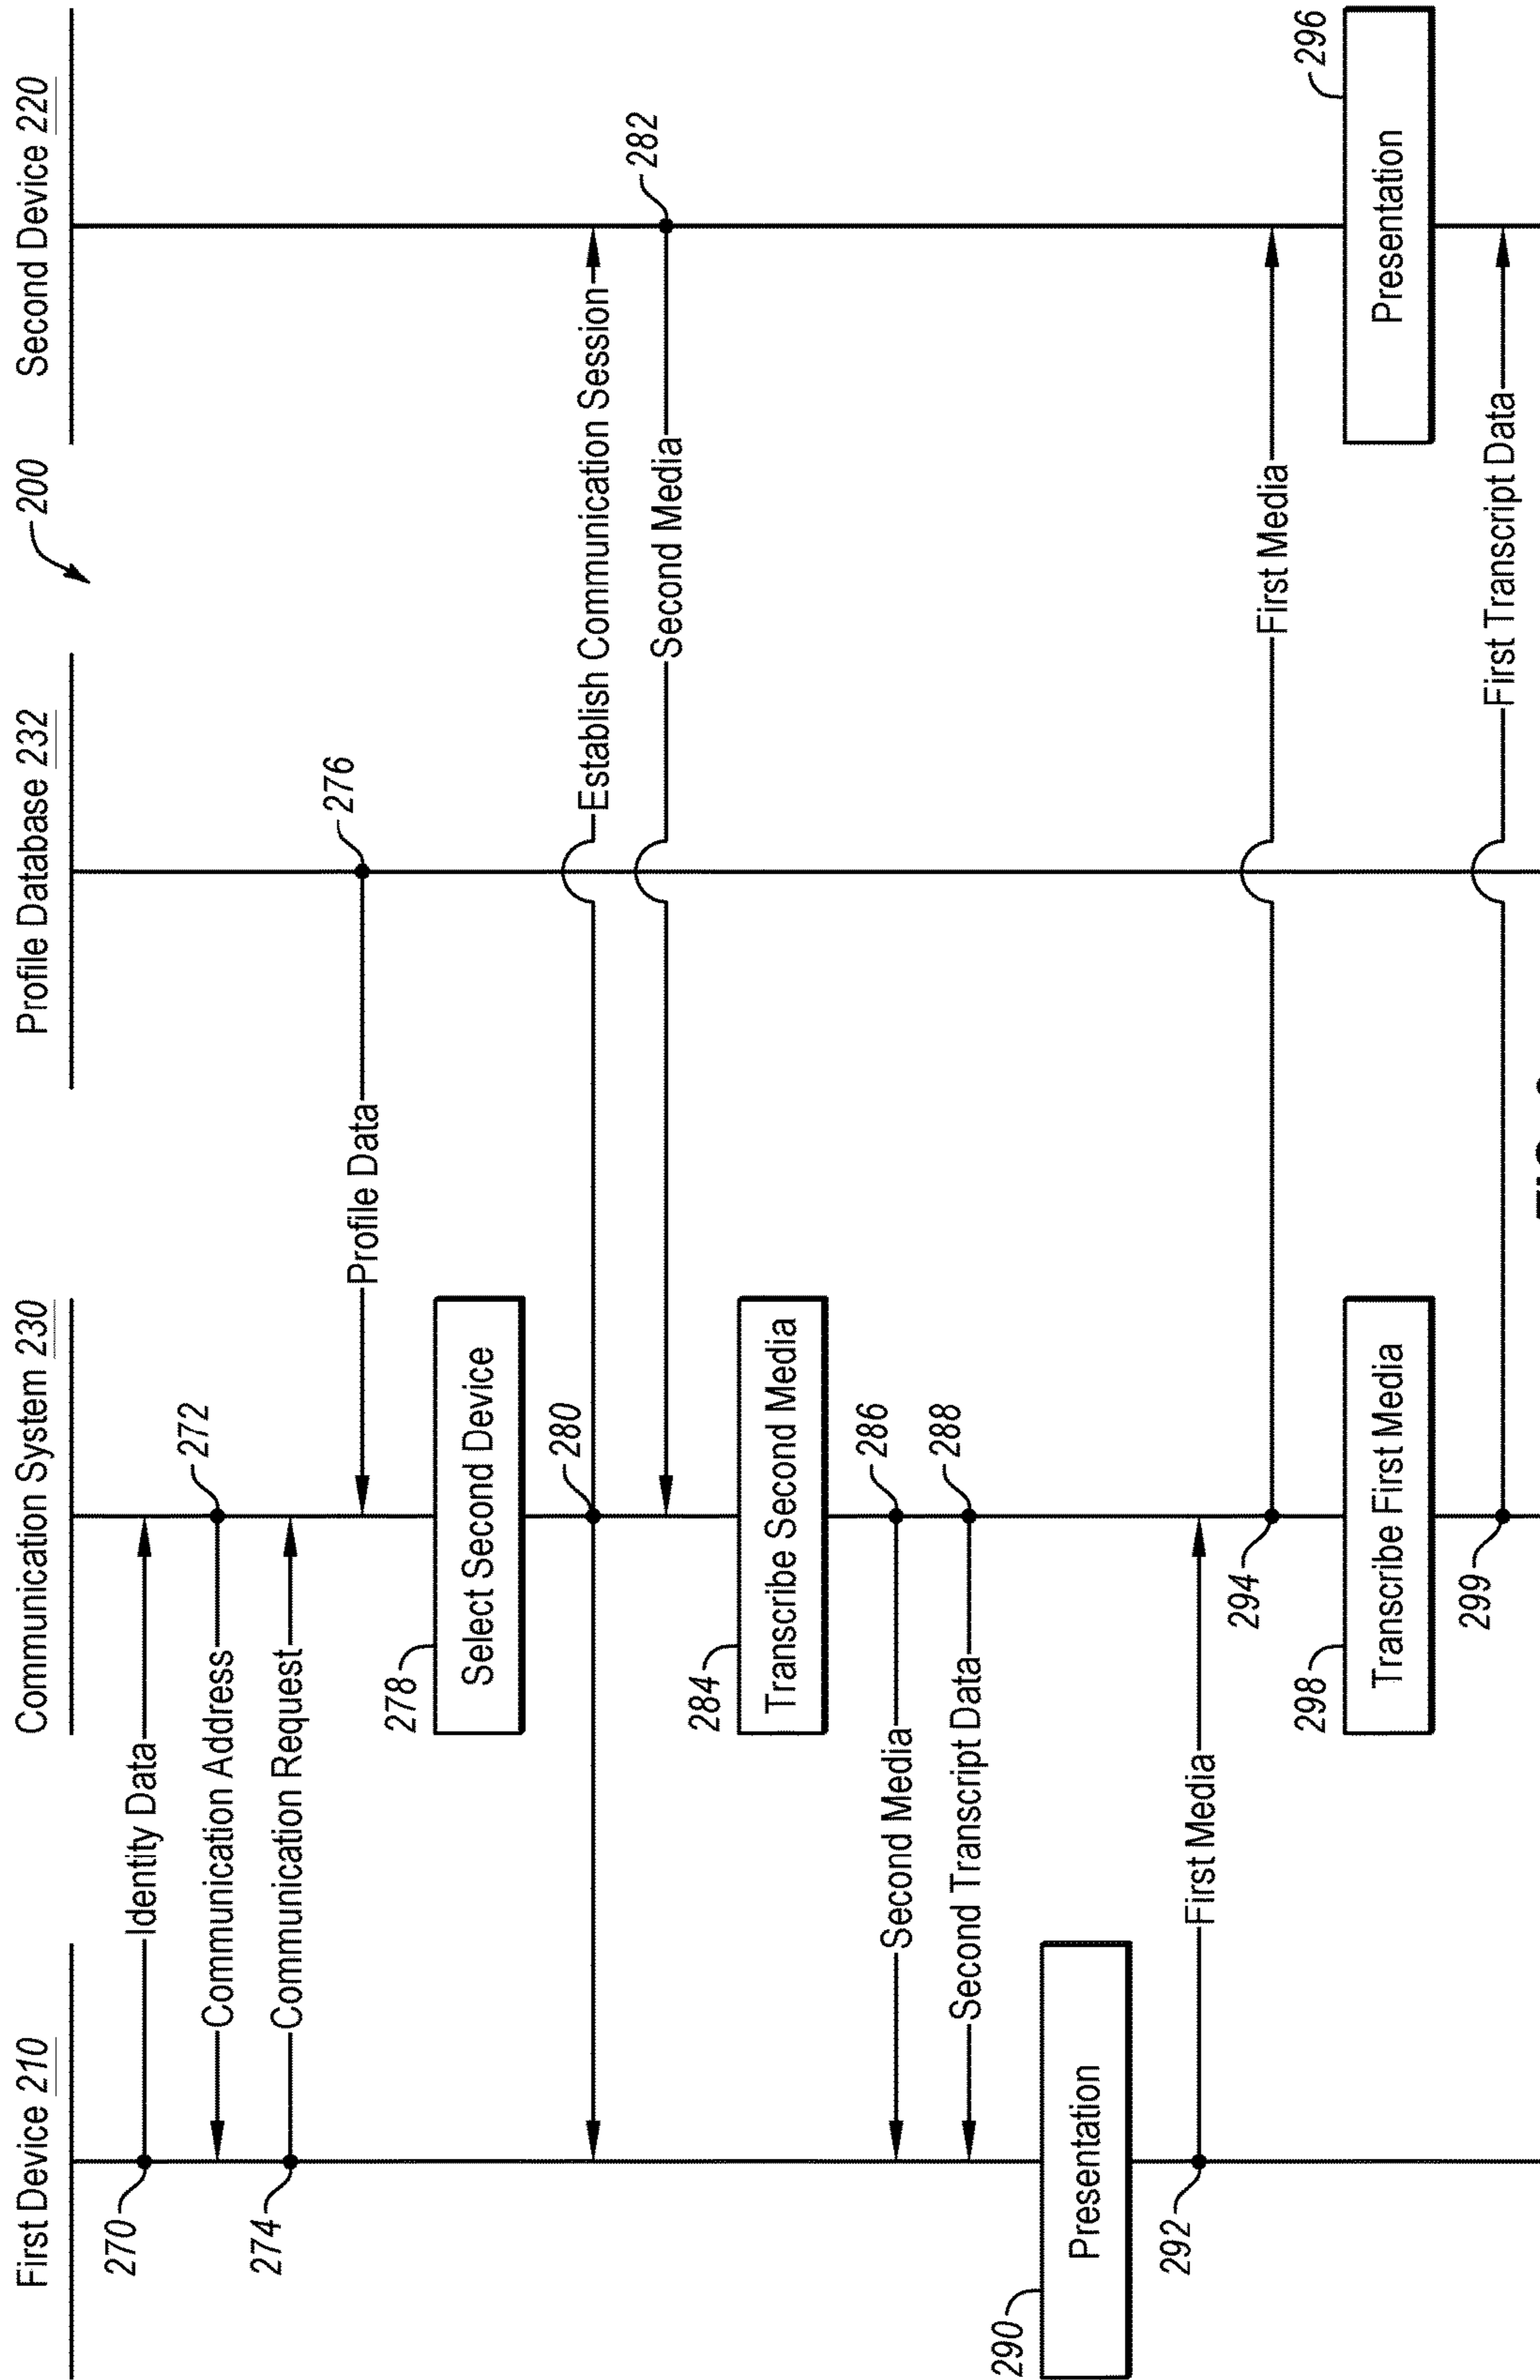 First Device 210
Communication System 230
Profile Database 232
Second Device 220
200
270
Identity Data
272
Communication Address
274
Communication Request
276
Profile Data
278
Select Second Device
280
Establish Communication Session
282
Second Media
284
Transcribe Second Media
286
Second Media
288
Second Transcript Data
290
Presentation
292
First Media
294
First Media
296
Presentation
298
Transcribe First Media
299
First Transcript Data